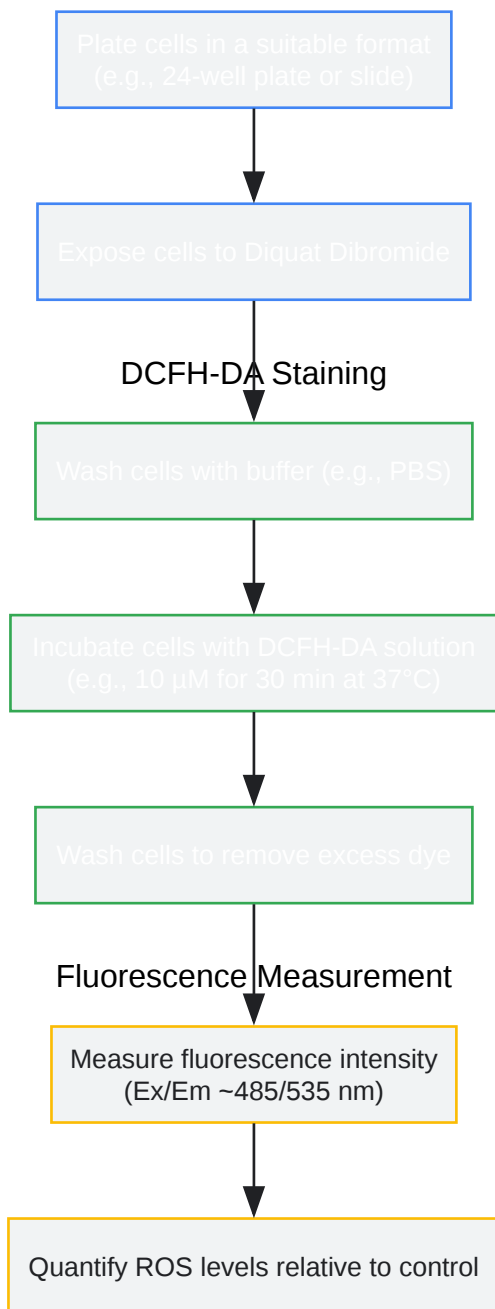 Plate cells in a suitable format
(e.g., 24-well plate or slide)
Expose cells to Diquat Dibromide
DCFH-DA Staining
Wash cells with buffer (e.g., PBS)
Incubate cells with DCFH-DA solution
(e.g., 10 µM for 30 min at 37°C)
Wash cells to remove excess dye
Fluorescence Measurement
Measure fluorescence intensity
(Ex/Em ~485/535 nm)
Quantify ROS levels relative to control